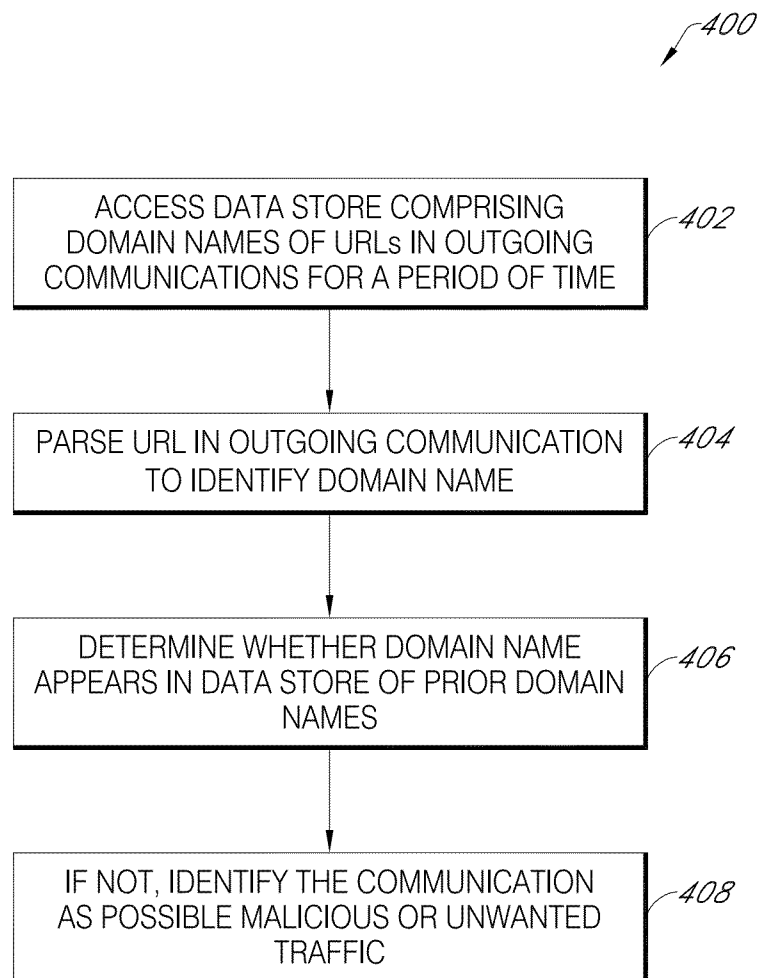 400
ACCESS DATA STORE COMPRISING
DOMAIN NAMES OF URLs IN OUTGOING
COMMUNICATIONS FOR A PERIOD OF TIME
402
PARSE URL IN OUTGOING COMMUNICATION
TO IDENTIFY DOMAIN NAME
404
DETERMINE WHETHER DOMAIN NAME
APPEARS IN DATA STORE OF PRIOR DOMAIN
NAMES
406
IF NOT, IDENTIFY THE COMMUNICATION
AS POSSIBLE MALICIOUS OR UNWANTED
TRAFFIC
408